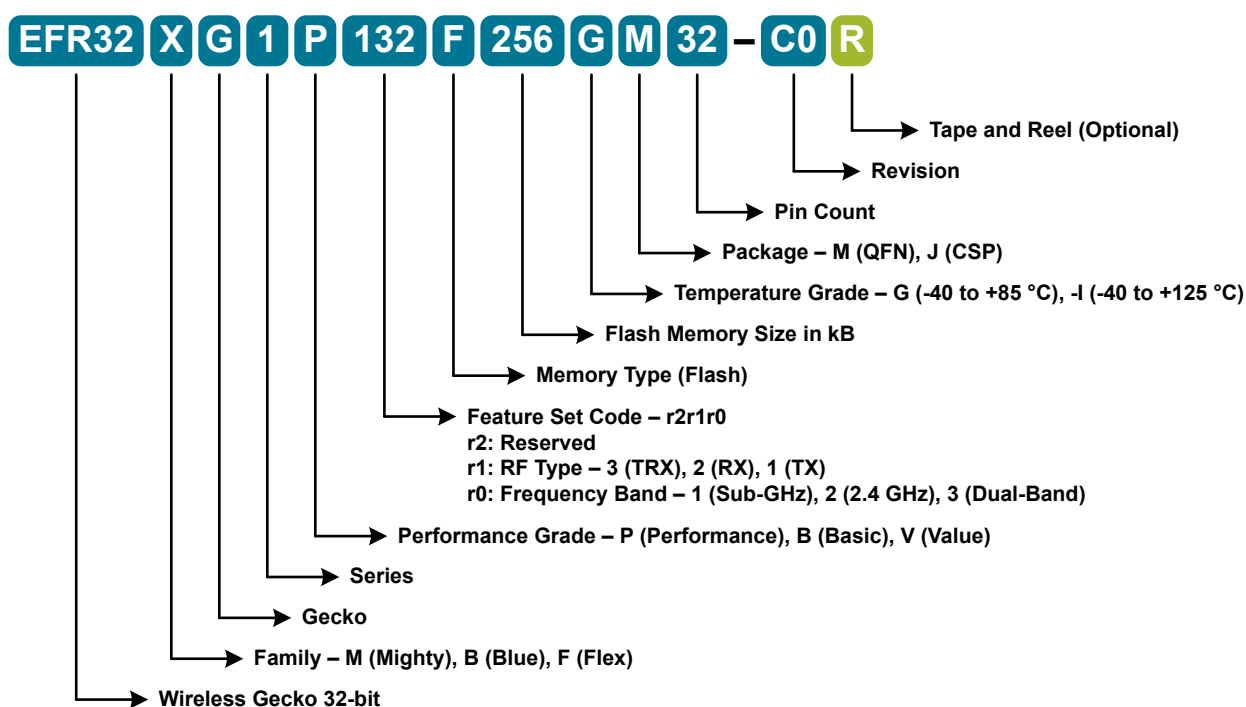 EFR32 X G 1 P 132 F 256 G M 32 – C0 R
Tape and Reel (Optional)
Revision
Pin Count
Package – M (QFN), J (CSP)
Temperature Grade – G (-40 to +85 °C), -I (-40 to +125 °C)
Flash Memory Size in kB
Memory Type (Flash)
Feature Set Code – r2r1r0
r2: Reserved
r1: RF Type – 3 (TRX), 2 (RX), 1 (TX)
r0: Frequency Band – 1 (Sub-GHz), 2 (2.4 GHz), 3 (Dual-Band)
Performance Grade – P (Performance), B (Basic), V (Value)
Series
Gecko
Family – M (Mighty), B (Blue), F (Flex)
Wireless Gecko 32-bit